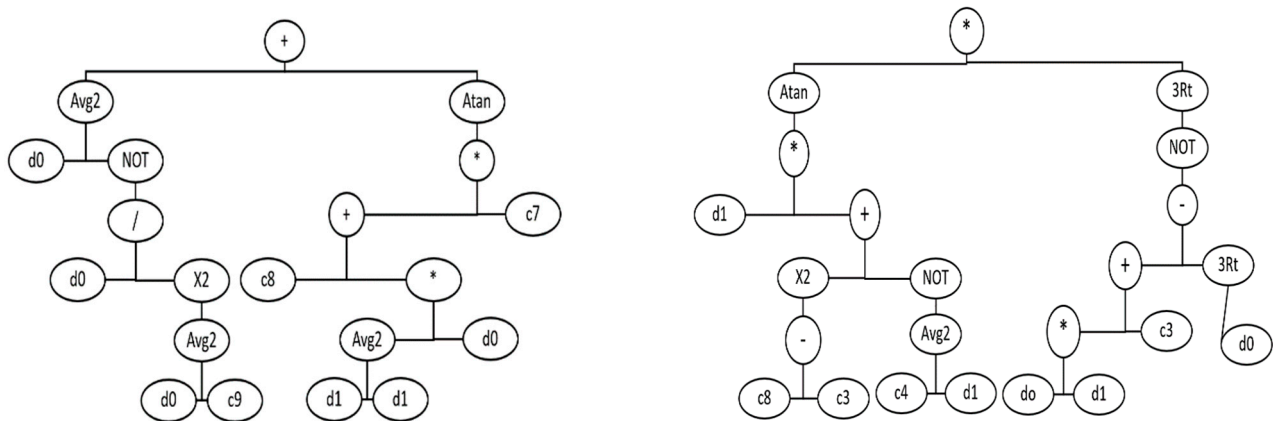 + *
Avg2 Atan Atan 3Rt
d0 NOT * * NOT
/ + c7 d1 + -
d0 X2 c8 * X2 NOT + 3Rt
Avg2 Avg2 d0 - Avg2 * c3 d0
d0 c9 d1 d1 c8 c3 c4 d1 do d1